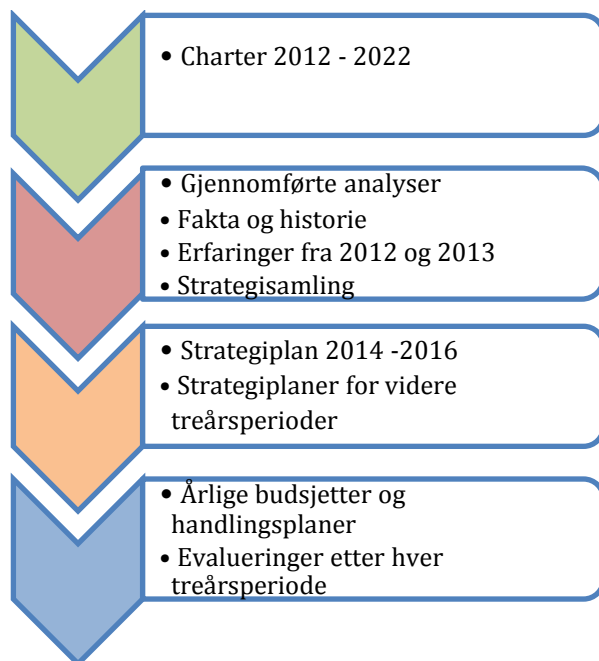 • Charter 2012 - 2022
• Gjennomførte analyser
• Fakta og historie
• Erfaringer fra 2012 og 2013
• Strategisamling
• Strategiplan 2014 -2016
• Strategiplaner for videre
treårsperioder
• Årlige budsjetter og
handlingsplaner
• Evalueringer etter hver
treårsperiode